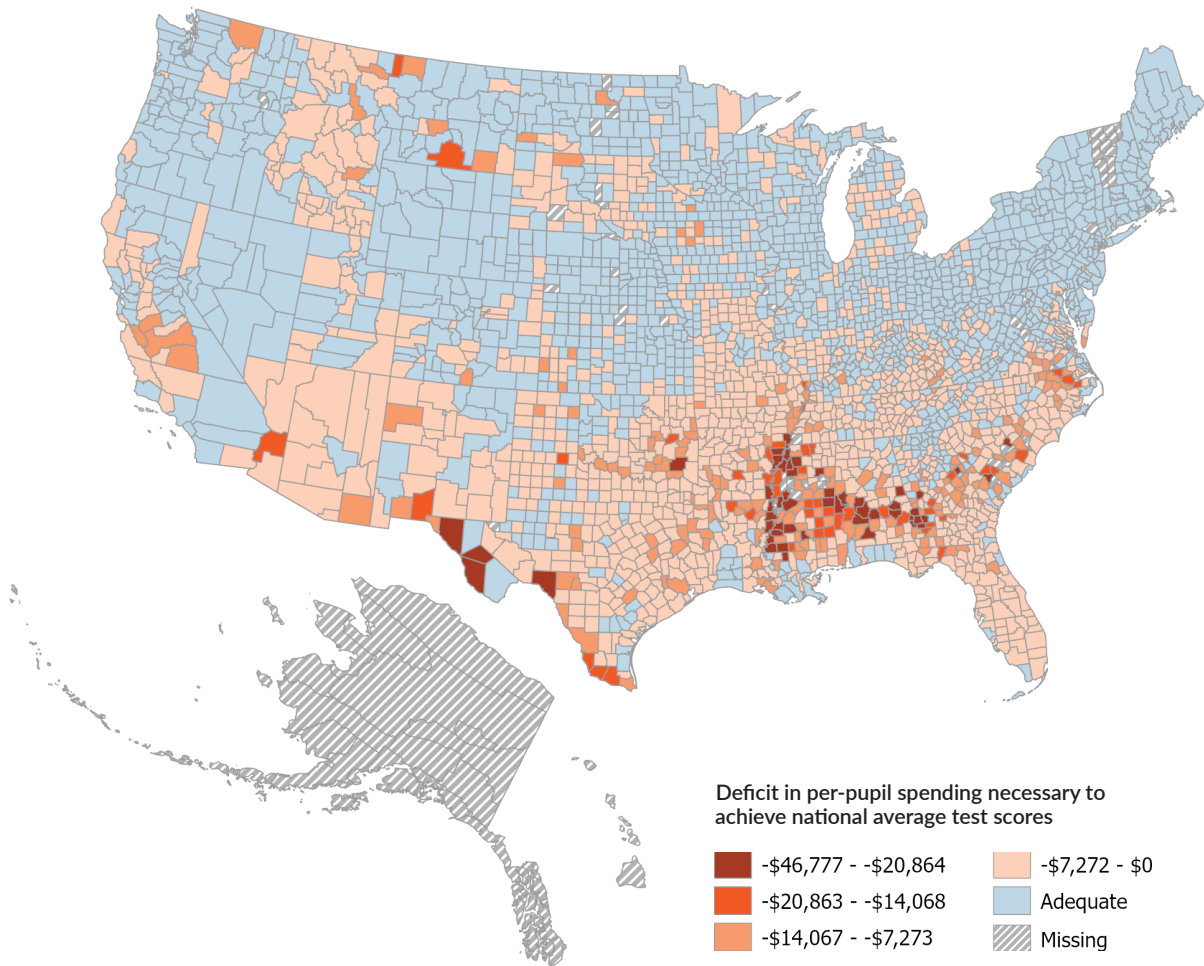 Deficit in per-pupil spending necessary to
achieve national average test scores
-$46,777 - -$20,864
-$20,863 - -$14,068
-$14,067 - -$7,273
-$7,272 - $0
Adequate
Missing